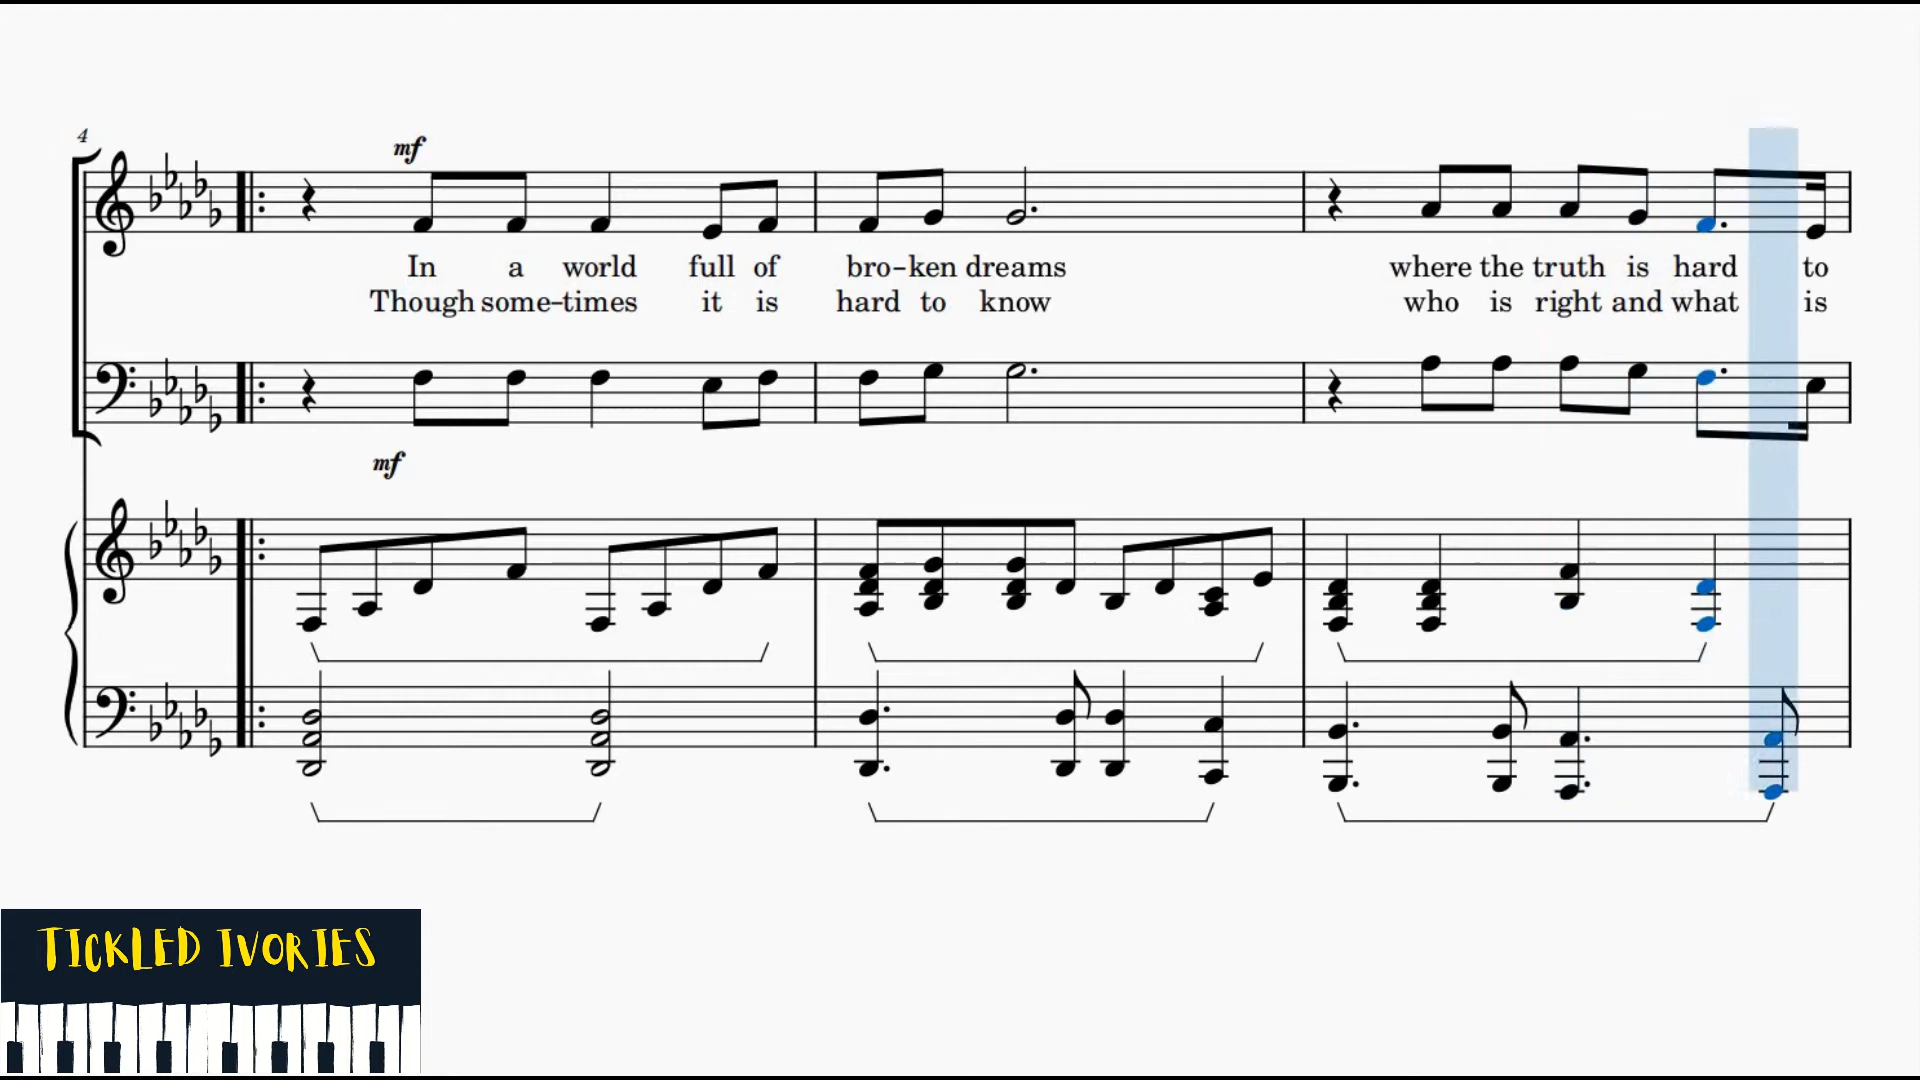 4
mf
In a world full of bro-ken dreams where the truth is hard to
Though some-times it is hard to know who is right and what is
mf
TICKLED IVORIES